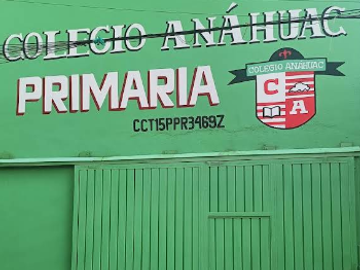 COLEGIO ANÁHUAC
PRIMARIA
CCT15PPR3469Z
COLEGIO ANAHUAC
C
A